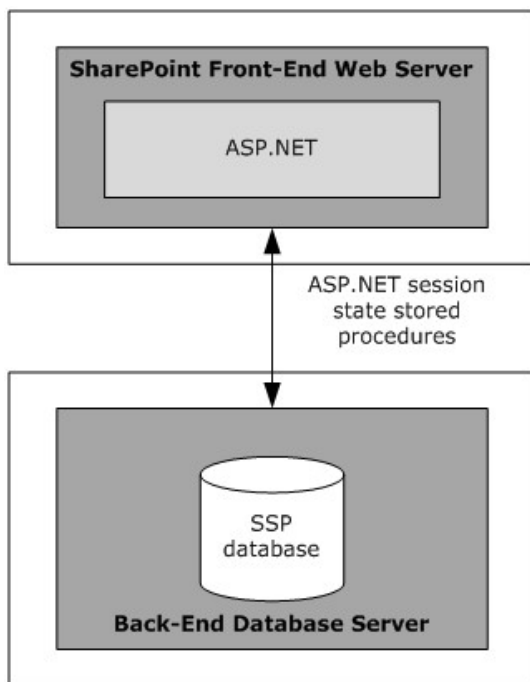 SharePoint Front-End Web Server
ASP.NET
ASP.NET session
state stored
procedures
SSP
database
Back-End Database Server